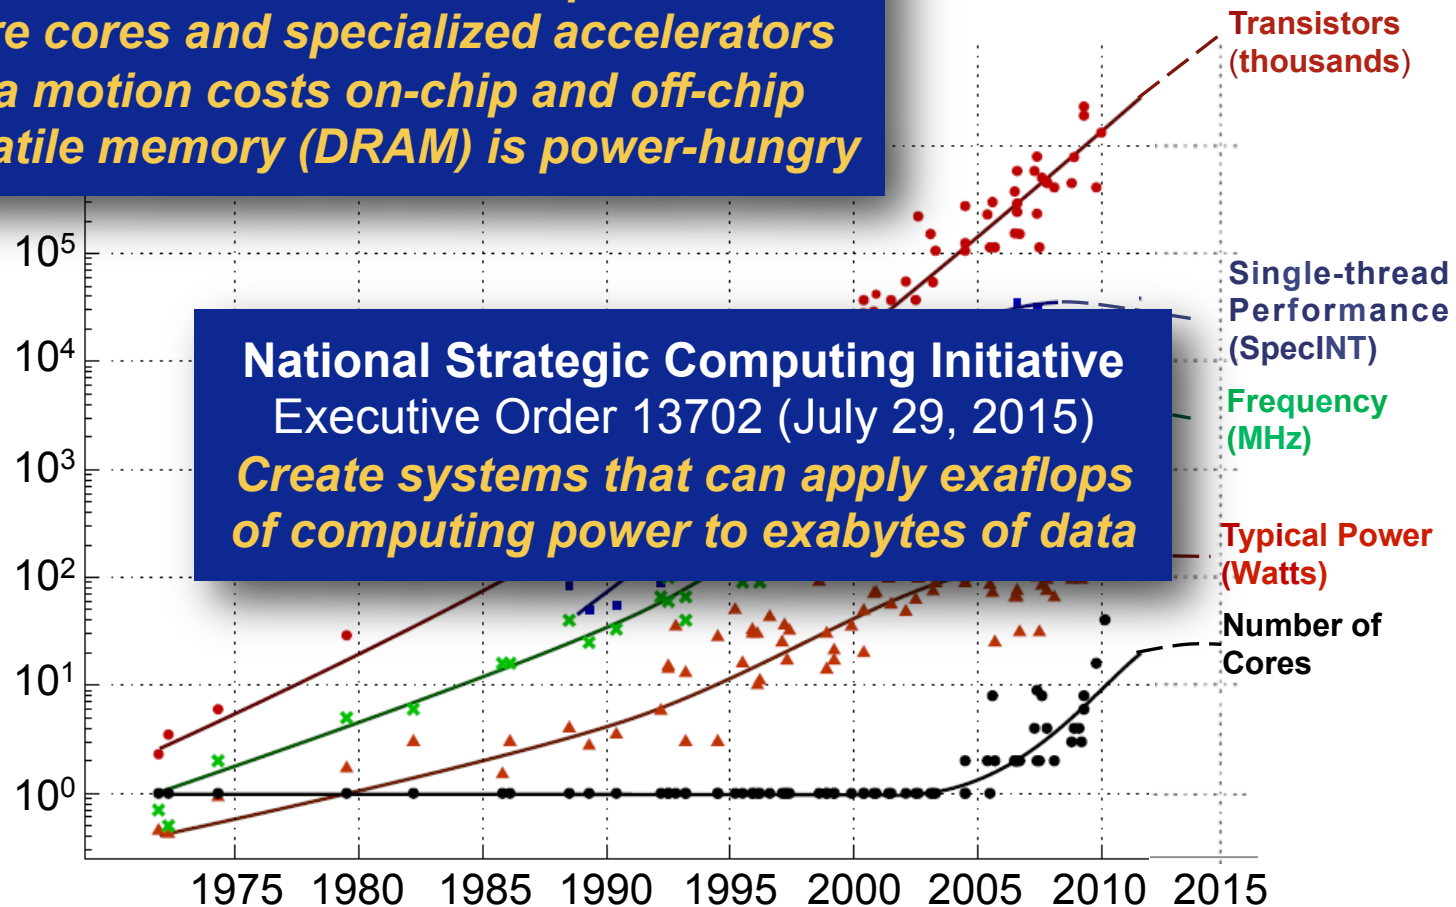 re cores and specialized accelerators
a motion costs on-chip and off-chip
atile memory (DRAM) is power-hungry
Transistors
(thousands)
10^5
Single-thread
Performance
(SpecINT)
National Strategic Computing Initiative
Executive Order 13702 (July 29, 2015)
Create systems that can apply exaflops
of computing power to exabytes of data
10^4
Frequency
(MHz)
10^3
Typical Power
(Watts)
10^2
Number of
Cores
10^1
10^0
1975 1980 1985 1990 1995 2000 2005 2010 2015